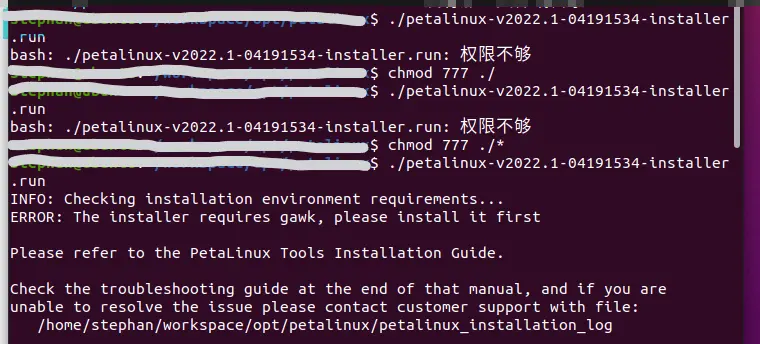 $ ./petalinux-v2022.1-04191534-installer
.run
bash: ./petalinux-v2022.1-04191534-installer.run: 权限不够
$ chmod 777 ./
$ ./petalinux-v2022.1-04191534-installer
.run
bash: ./petalinux-v2022.1-04191534-installer.run: 权限不够
$ chmod 777 ./*
$ ./petalinux-v2022.1-04191534-installer
.run
INFO: Checking installation environment requirements...
ERROR: The installer requires gawk, please install it first
Please refer to the PetaLinux Tools Installation Guide.
Check the troubleshooting guide at the end of that manual, and if you are
unable to resolve the issue please contact customer support with file:
/home/stephan/workspace/opt/petalinux/petalinux_installation_log